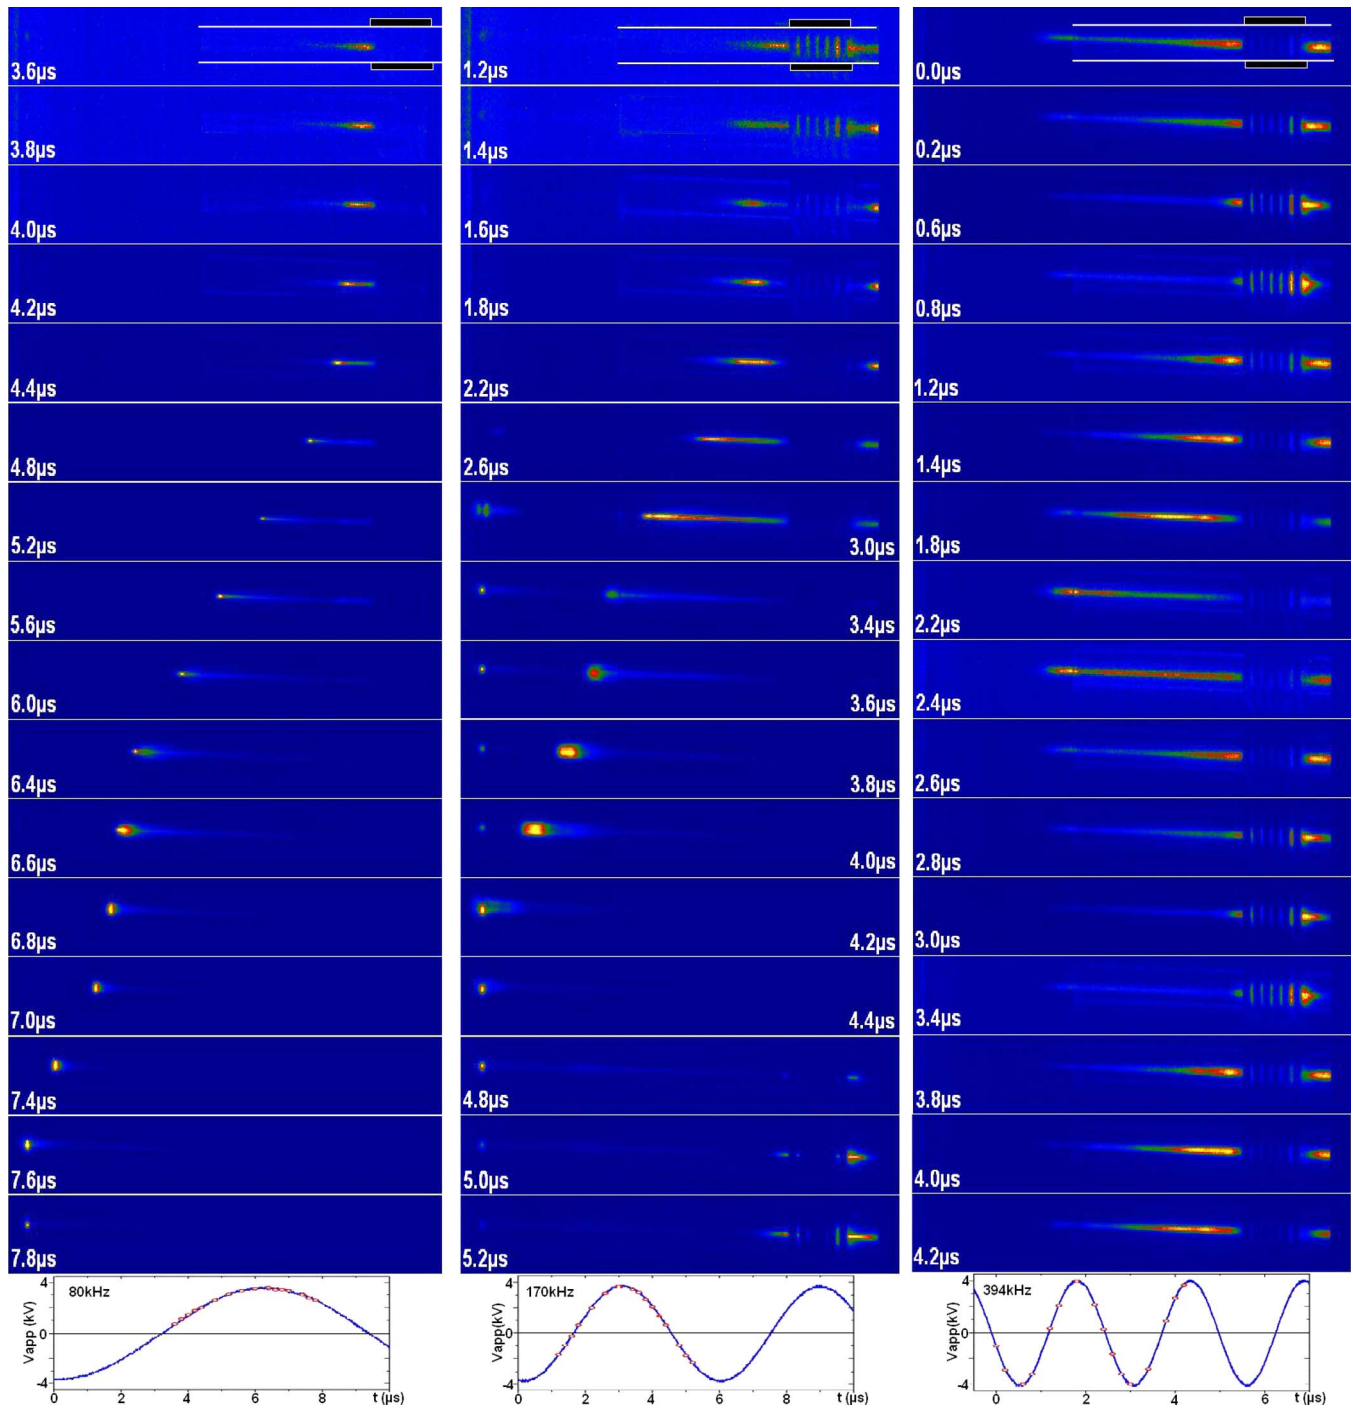 3.6µs
3.8µs
4.0µs
4.2µs
4.4µs
4.8µs
5.2µs
5.6µs
6.0µs
6.4µs
6.6µs
6.8µs
7.0µs
7.4µs
7.6µs
7.8µs
4
0
-4
Vapp (kV)
80kHz
0
2
4
6
8
t (µs)
1.2µs
1.4µs
1.6µs
1.8µs
2.2µs
2.6µs
3.0µs
3.4µs
3.6µs
3.8µs
4.0µs
4.2µs
4.4µs
4.8µs
5.0µs
5.2µs
4
0
-4
Vapp(kV)
170kHz
0
2
4
6
8
t (µs)
0.0µs
0.2µs
0.6µs
0.8µs
1.2µs
1.4µs
1.8µs
2.2µs
2.4µs
2.6µs
2.8µs
3.0µs
3.4µs
3.8µs
4.0µs
4.2µs
4
0
-4
Vapp (kV)
394kHz
0
2
4
6
t (µs)